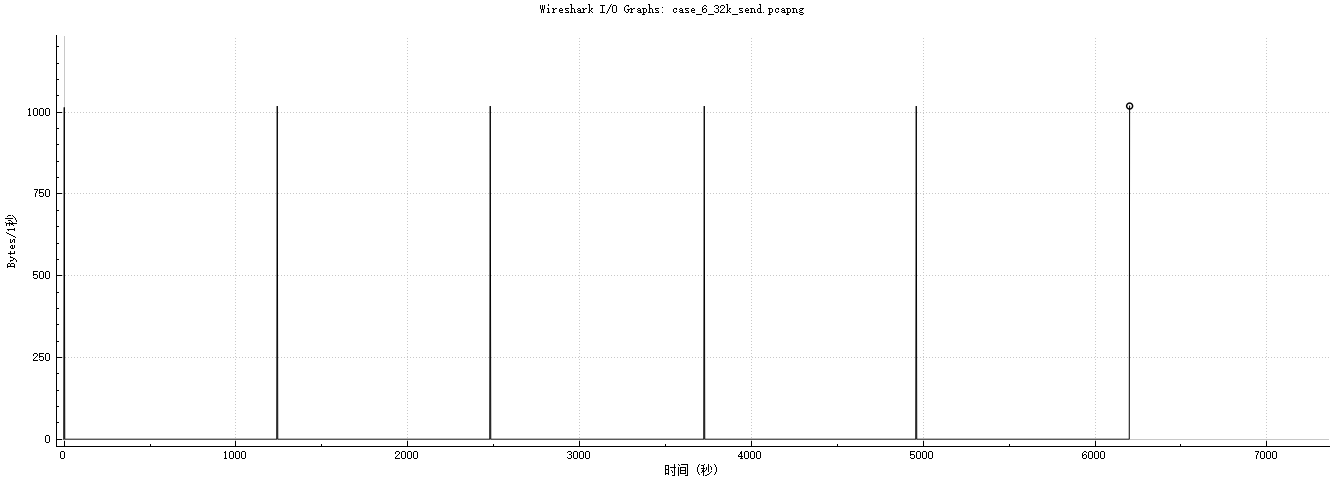 Wireshark I/O Graphs: case_6_32k_send.pcapng
Bytes/1秒
1000
750
500
250
0
0 1000 2000 3000 4000 5000 6000 7000
时间 (秒)